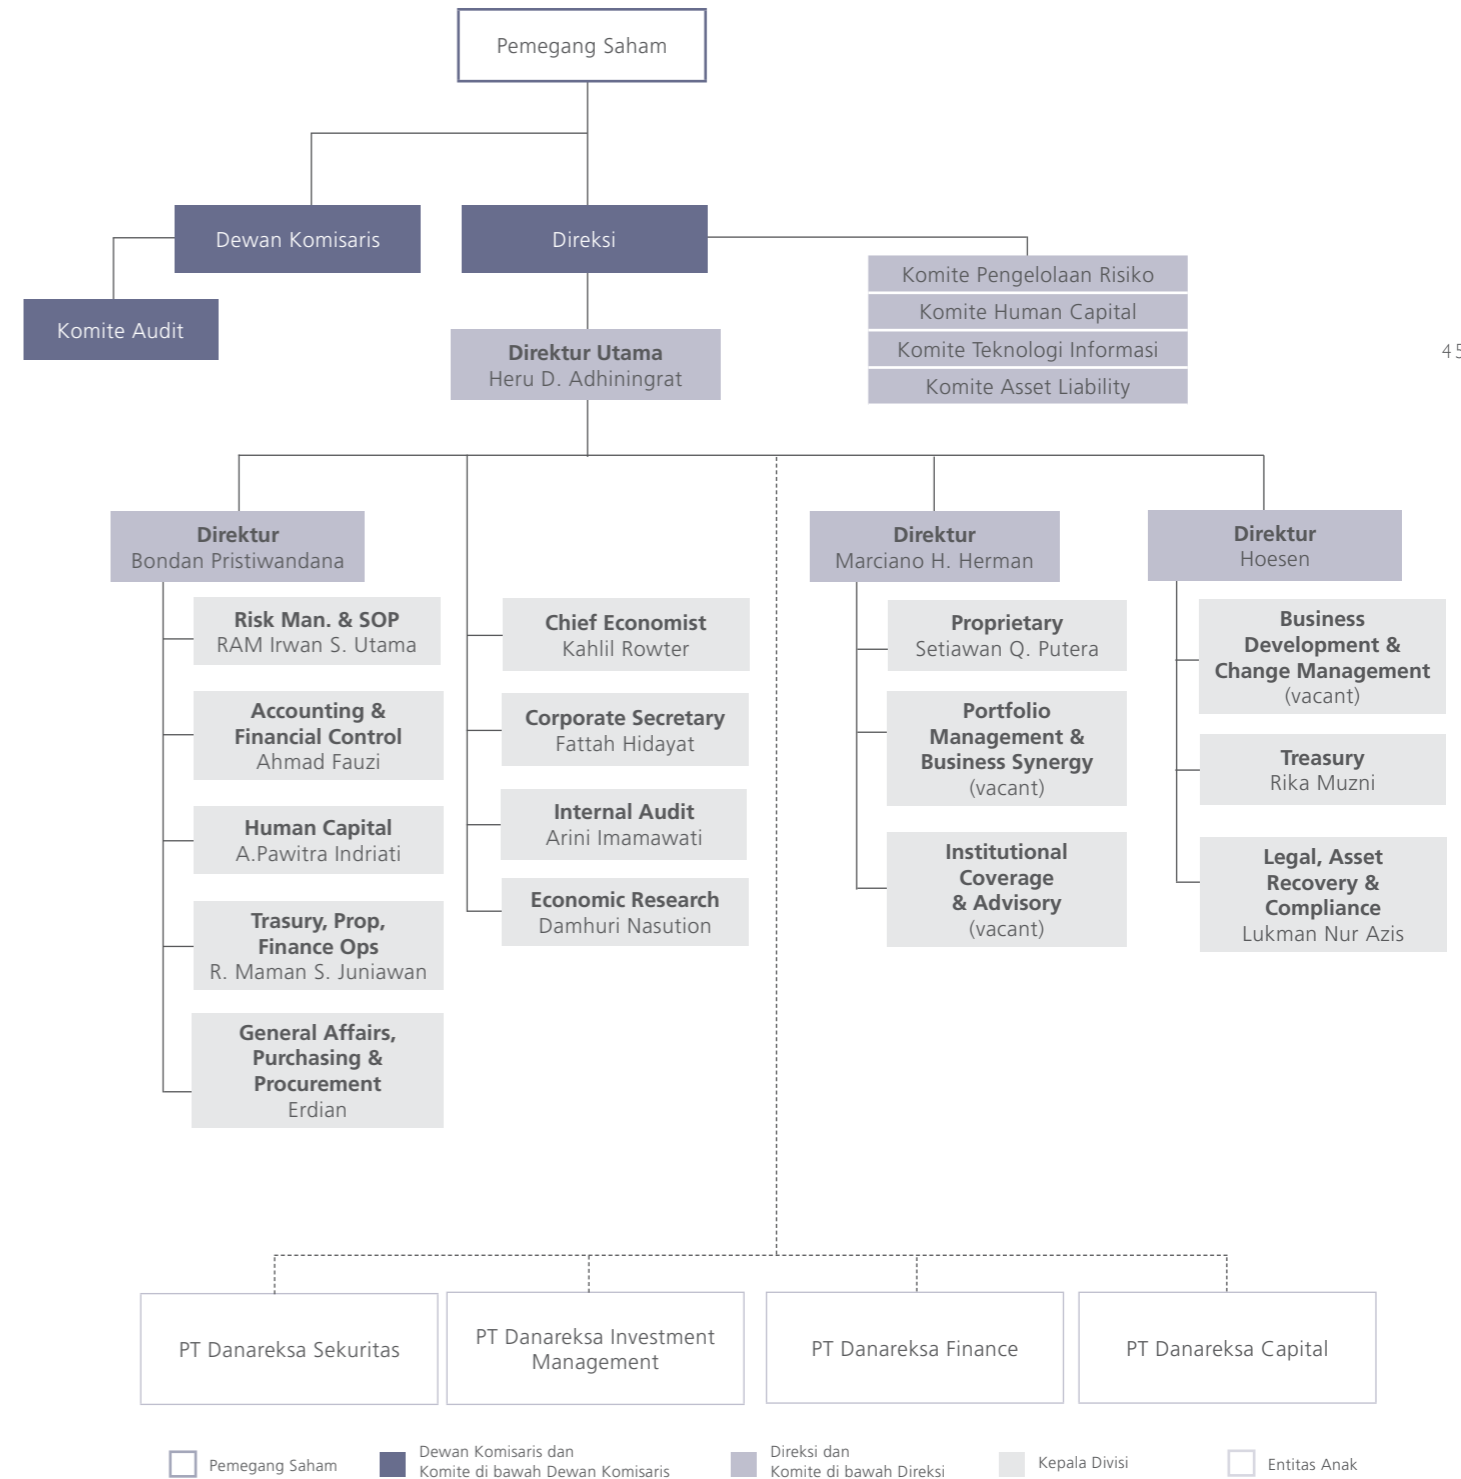 Pemegang Saham
Dewan Komisaris
Direksi
Komite Audit
Komite Pengelolaan Risiko
Komite Human Capital
Komite Teknologi Informasi
Komite Asset Liability
45
Direktur Utama
Heru D. Adhiningrat
Direktur
Bondan Pristiwandana
Direktur
Marciano H. Herman
Direktur
Hoesen
Risk Man. & SOP
RAM Irwan S. Utama
Accounting &
Financial Control
Ahmad Fauzi
Human Capital
A.Pawitra Indriati
Trasury, Prop,
Finance Ops
R. Maman S. Juniawan
General Affairs,
Purchasing &
Procurement
Erdian
Chief Economist
Kahlil Rowter
Corporate Secretary
Fattah Hidayat
Internal Audit
Arini Imamawati
Economic Research
Damhuri Nasution
Proprietary
Setiawan Q. Putera
Portfolio
Management &
Business Synergy
(vacant)
Institutional
Coverage
& Advisory
(vacant)
Business
Development &
Change Management
(vacant)
Treasury
Rika Muzni
Legal, Asset
Recovery &
Compliance
Lukman Nur Azis
PT Danareksa Sekuritas
PT Danareksa Investment
Management
PT Danareksa Finance
PT Danareksa Capital
Pemegang Saham
Dewan Komisaris dan
Komite di bawah Dewan Komisaris
Direksi dan
Komite di bawah Direksi
Kepala Divisi
Entitas Anak